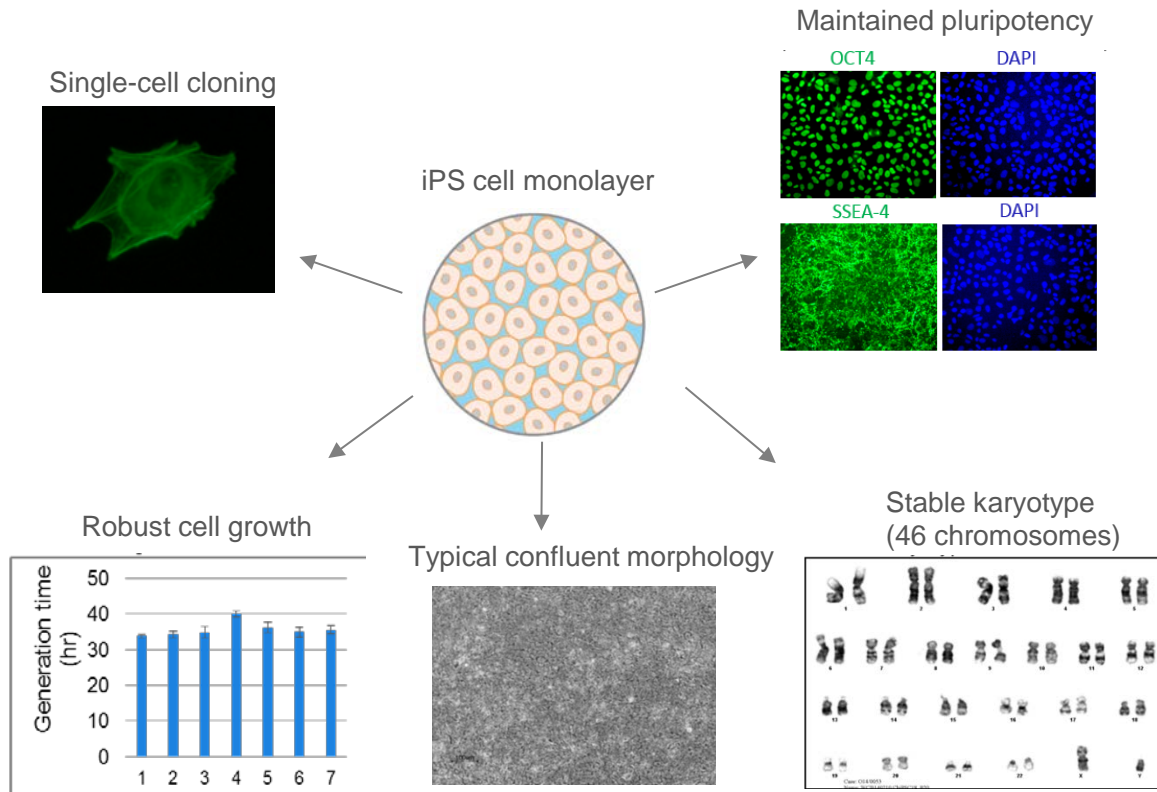 Maintained pluripotency
OCT4 DAPI
Single-cell cloning
iPS cell monolayer
SSEA-4 DAPI
Robust cell growth
Typical confluent morphology
Stable karyotype
(46 chromosomes)
Generation time
(hr)
50
40
30
20
10
0
1 2 3 4 5 6 7
1 2 3 4 5
6 7 8 9 10 11 12
13 14 15 16 17 18
19 20 21 22 X Y